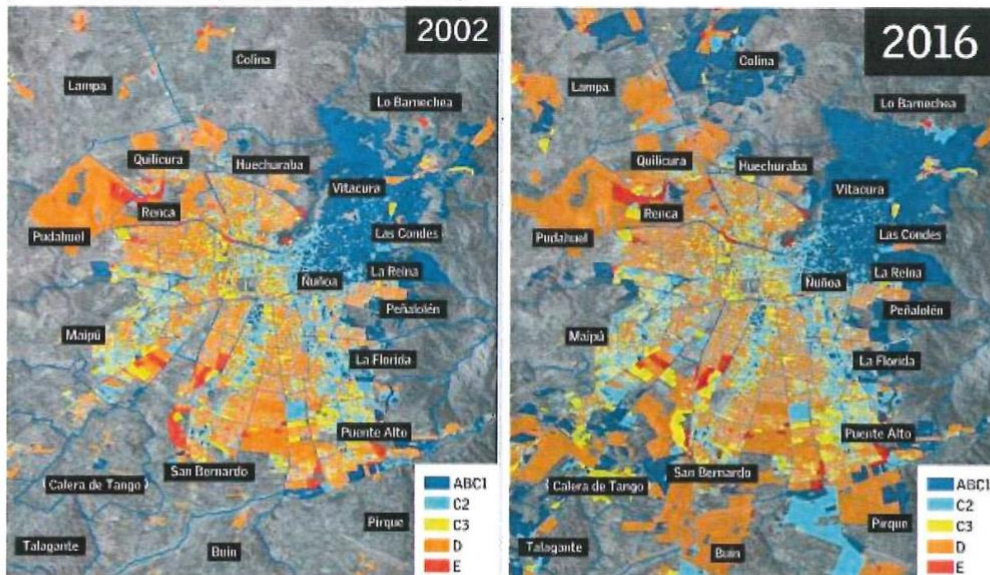 2002
Colina
Lampa
Lo Barnechea
Quilicura
Huechuraba
Vitacura
Renca
Pudahuel
Las Condes
La Reina
Ñuñoa
Peñalolén
Maipú
La Florida
Puente Alto
San Bernardo
Calera de Tango
Pirque
Talagante
Buin
ABC1
C2
C3
D
E
2016
Colina
Lampa
Lo Barnechea
Quilicura
Huechuraba
Vitacura
Renca
Pudahuel
Las Condes
La Reina
Ñuñoa
Peñalolén
Maipú
La Florida
Puente Alto
San Bernardo
Calera de Tango
Pirque
Talagante
Buin
ABC1
C2
C3
D
E